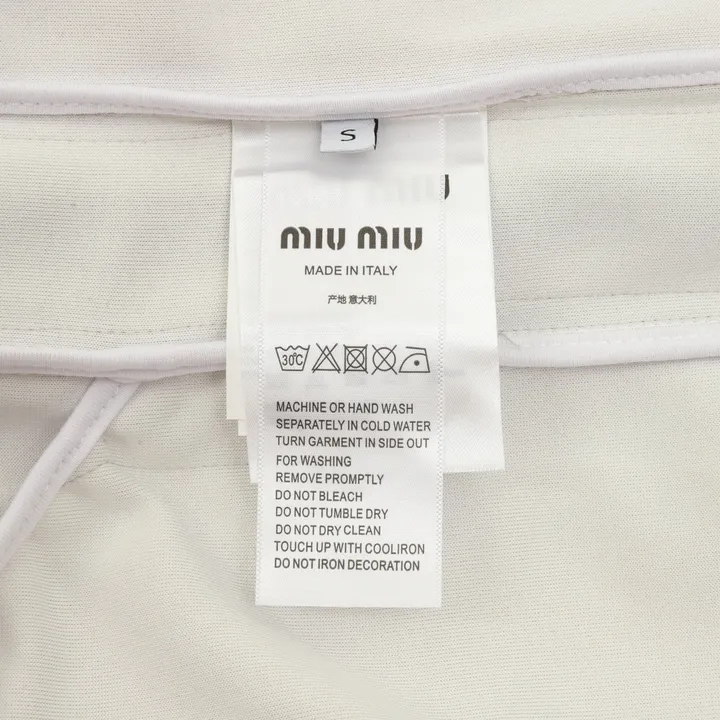 S
MIU MIU
MADE IN ITALY
产地 意大利
30℃
MACHINE OR HAND WASH
SEPARATELY IN COLD WATER
TURN GARMENT IN SIDE OUT
FOR WASHING
REMOVE PROMPTLY
DO NOT BLEACH
DO NOT TUMBLE DRY
DO NOT DRY CLEAN
TOUCH UP WITH COOLIRON
DO NOT IRON DECORATION